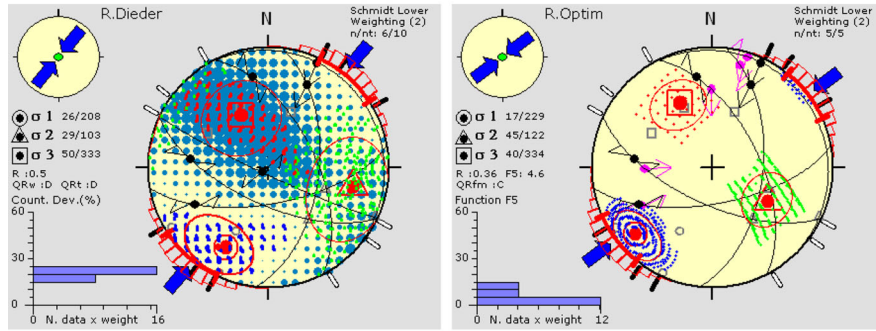 R.Dieder
N
Schmidt Lower
Weighting (2)
n/nt: 6/10
σ 1 26/208
σ 2 29/103
σ 3 50/333
R :0.5
QRw :D QRt :D
Count. Dev.(%)
60
30
0
0 N. data x weight 16
R.Optim
N
Schmidt Lower
Weighting (2)
n/nt: 5/5
σ 1 17/229
σ 2 45/122
σ 3 40/334
R :0.36 F5: 4.6
QRfm :C
Function F5
60
30
0
0 N. data x weight 12